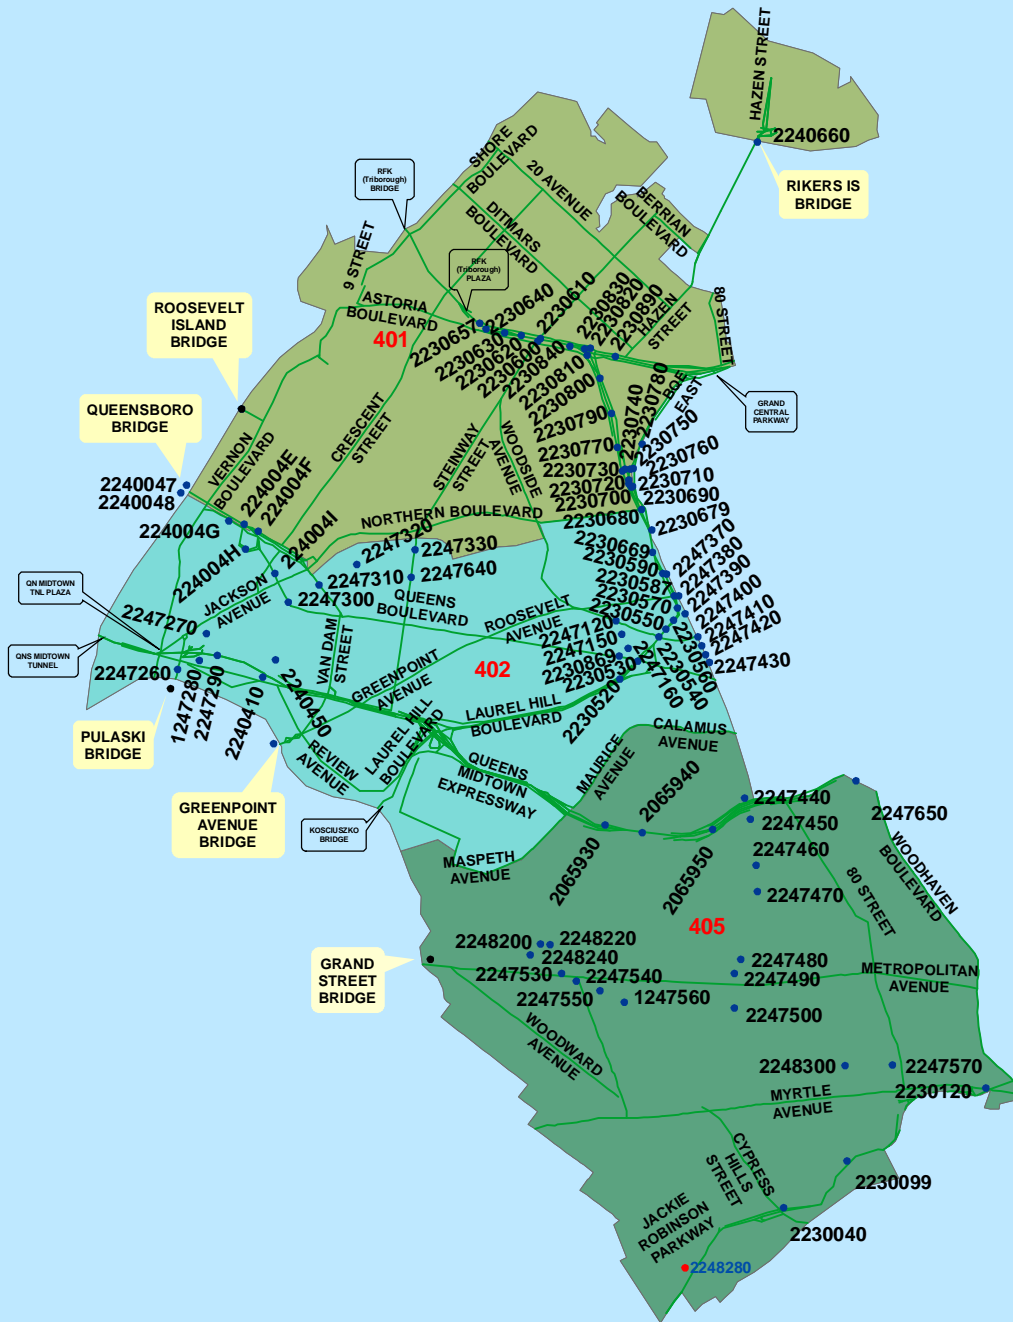 HAZEN STREET
2240660
RIKERS IS
BRIDGE
SHORE
BOULEVARD
20 AVENUE
RFK
(Triborough)
BRIDGE
DITMARS
BOULEVARD
BERRIAN
BOULEVARD
9 STREET
RFK
(Triborough)
PLAZA
ASTORIA
BOULEVARD
HAZEN
STREET
80 STREET
401
ROOSEVELT
ISLAND
BRIDGE
2230657
2230640
2230630
2230620
2230600
2230610
2230840
2230830
2230820
2230890
2230810
2230800
2230790
2230770
2230740
2230780
BQE
EAST
GRAND
CENTRAL
PARKWAY
2230750
2230760
2230730
2230720
2230710
2230700
2230690
2230680
2230679
QUEENSBORO
BRIDGE
VERNON
BOULEVARD
CRESCENT
STREET
STEINWAY
STREET
WOODSIDE
AVENUE
2240047
2240048
224004E
224004F
224004G
224004H
224004I
NORTHERN BOULEVARD
2247320
2247330
2247310
2247640
2247300
QUEENS
BOULEVARD
JACKSON
AVENUE
QN MIDTOWN
TNL PLAZA
2247270
QNS MIDTOWN
TUNNEL
VAN DAM
STREET
ROOSEVELT
AVENUE
GREENPOINT
AVENUE
402
2230669
2230590
2230587
2230570
2230550
2247370
2247380
2247390
2247400
2247410
2247420
2247430
2247120
2247150
2230869
2230530
2230520
2247160
2230540
2230560
2247260
1247280
2247290
2240410
2240450
PULASKI
BRIDGE
LAUREL HILL
BOULEVARD
LAUREL HILL
BOULEVARD
REVIEW
AVENUE
GREENPOINT
AVENUE
BRIDGE
KOSCIUSZKO
BRIDGE
QUEENS
MIDTOWN
EXPRESSWAY
MAURICE
AVENUE
CALAMUS
AVENUE
MASPETH
AVENUE
2065930
2065940
2065950
2247440
2247450
2247460
2247470
2247650
WOODHAVEN
BOULEVARD
80 STREET
405
GRAND
STREET
BRIDGE
2248200
2248220
2248240
2247530
2247540
2247550
1247560
2247480
2247490
2247500
METROPOLITAN
AVENUE
WOODWARD
AVENUE
2248300
2247570
2230120
MYRTLE
AVENUE
CYPRESS
HILLS
STREET
2230099
JACKIE
ROBINSON
PARKWAY
2230040
2248280